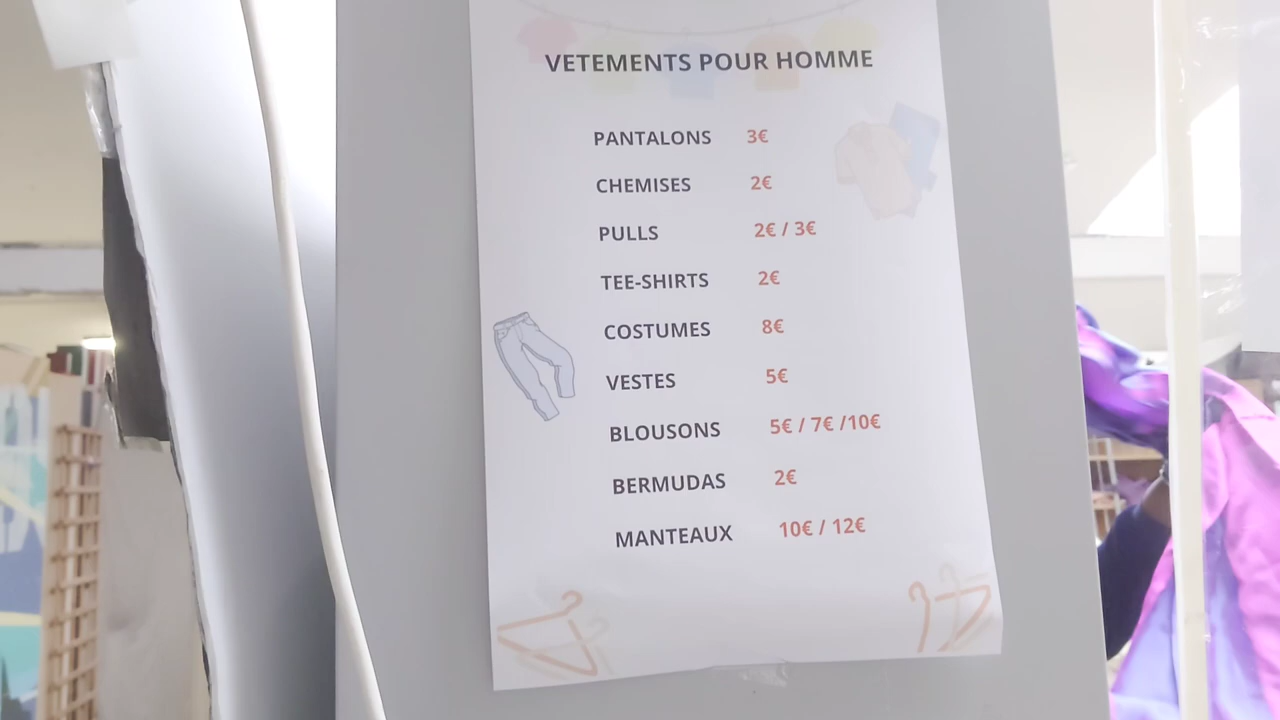 VETEMENTS POUR HOMME
PANTALONS 3€
CHEMISES 2€
PULLS 2€ / 3€
TEE-SHIRTS 2€
COSTUMES 8€
VESTES 5€
BLOUSONS 5€ / 7€ /10€
BERMUDAS 2€
MANTEAUX 10€ / 12€